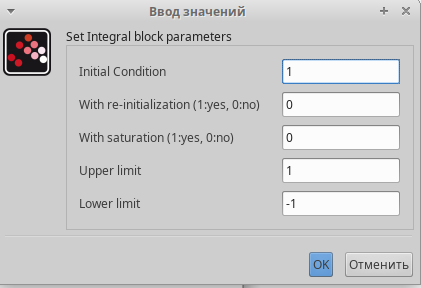 Ввод значений
Set Integral block parameters
Initial Condition 1
With re-initialization (1:yes, 0:no) 0
With saturation (1:yes, 0:no) 0
Upper limit 1
Lower limit -1
OK Отменить